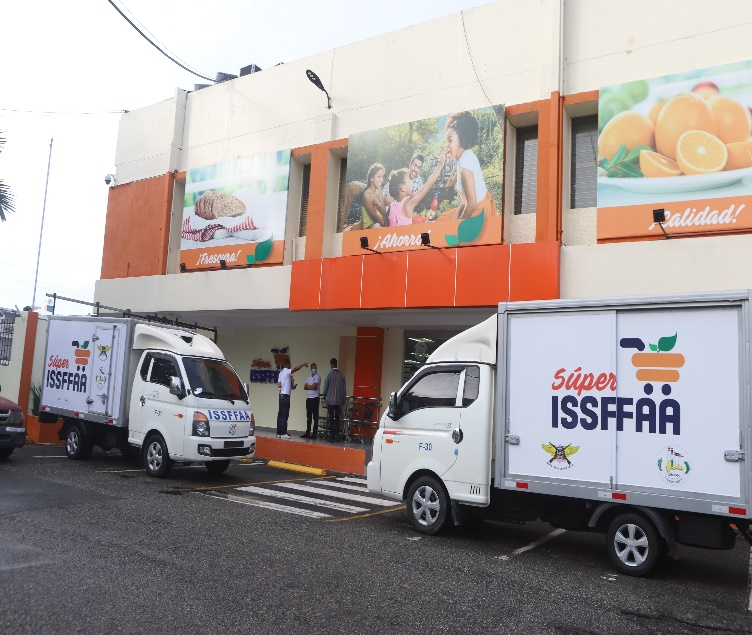 ¡Frescura!
¡Ahorro!
¡Calidad!
Súper
ISSFFAA
Súper
ISSFFAA
ISSFFAA
Súper
ISSFFAA
F-30